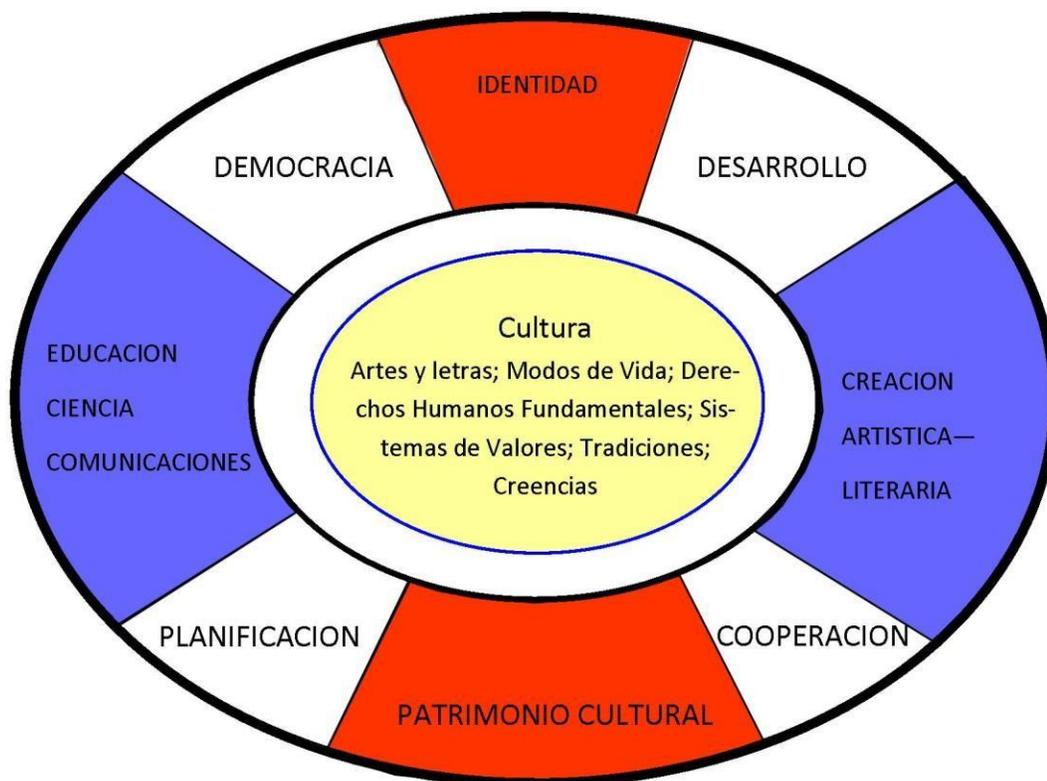 IDENTIDAD
DEMOCRACIA
DESARROLLO
EDUCACION
CIENCIA
COMUNICACIONES
Cultura
Artes y letras; Modos de Vida; Dere-
chos Humanos Fundamentales; Sis-
temas de Valores; Tradiciones;
Creencias
CREACION
ARTISTICA—
LITERARIA
PLANIFICACION
COOPERACION
PATRIMONIO CULTURAL